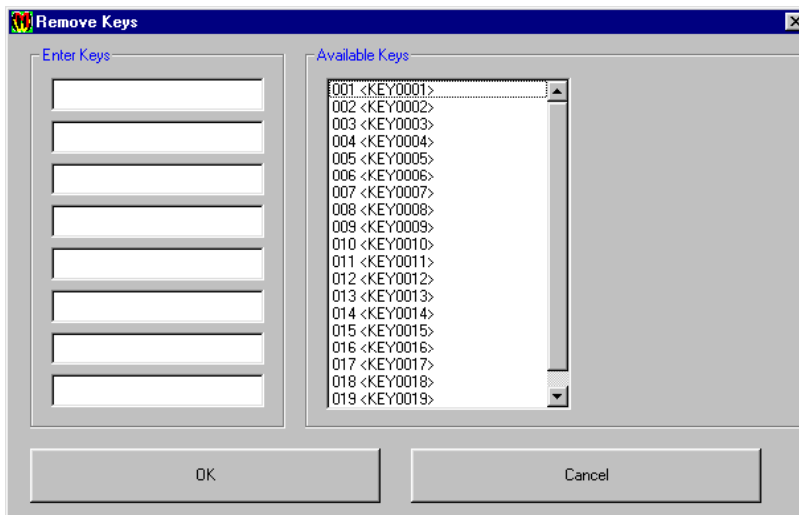 Remove Keys
Enter Keys
Available Keys
001 <KEY0001>
002 <KEY0002>
003 <KEY0003>
004 <KEY0004>
005 <KEY0005>
006 <KEY0006>
007 <KEY0007>
008 <KEY0008>
009 <KEY0009>
010 <KEY0010>
011 <KEY0011>
012 <KEY0012>
013 <KEY0013>
014 <KEY0014>
015 <KEY0015>
016 <KEY0016>
017 <KEY0017>
018 <KEY0018>
019 <KEY0019>
OK
Cancel